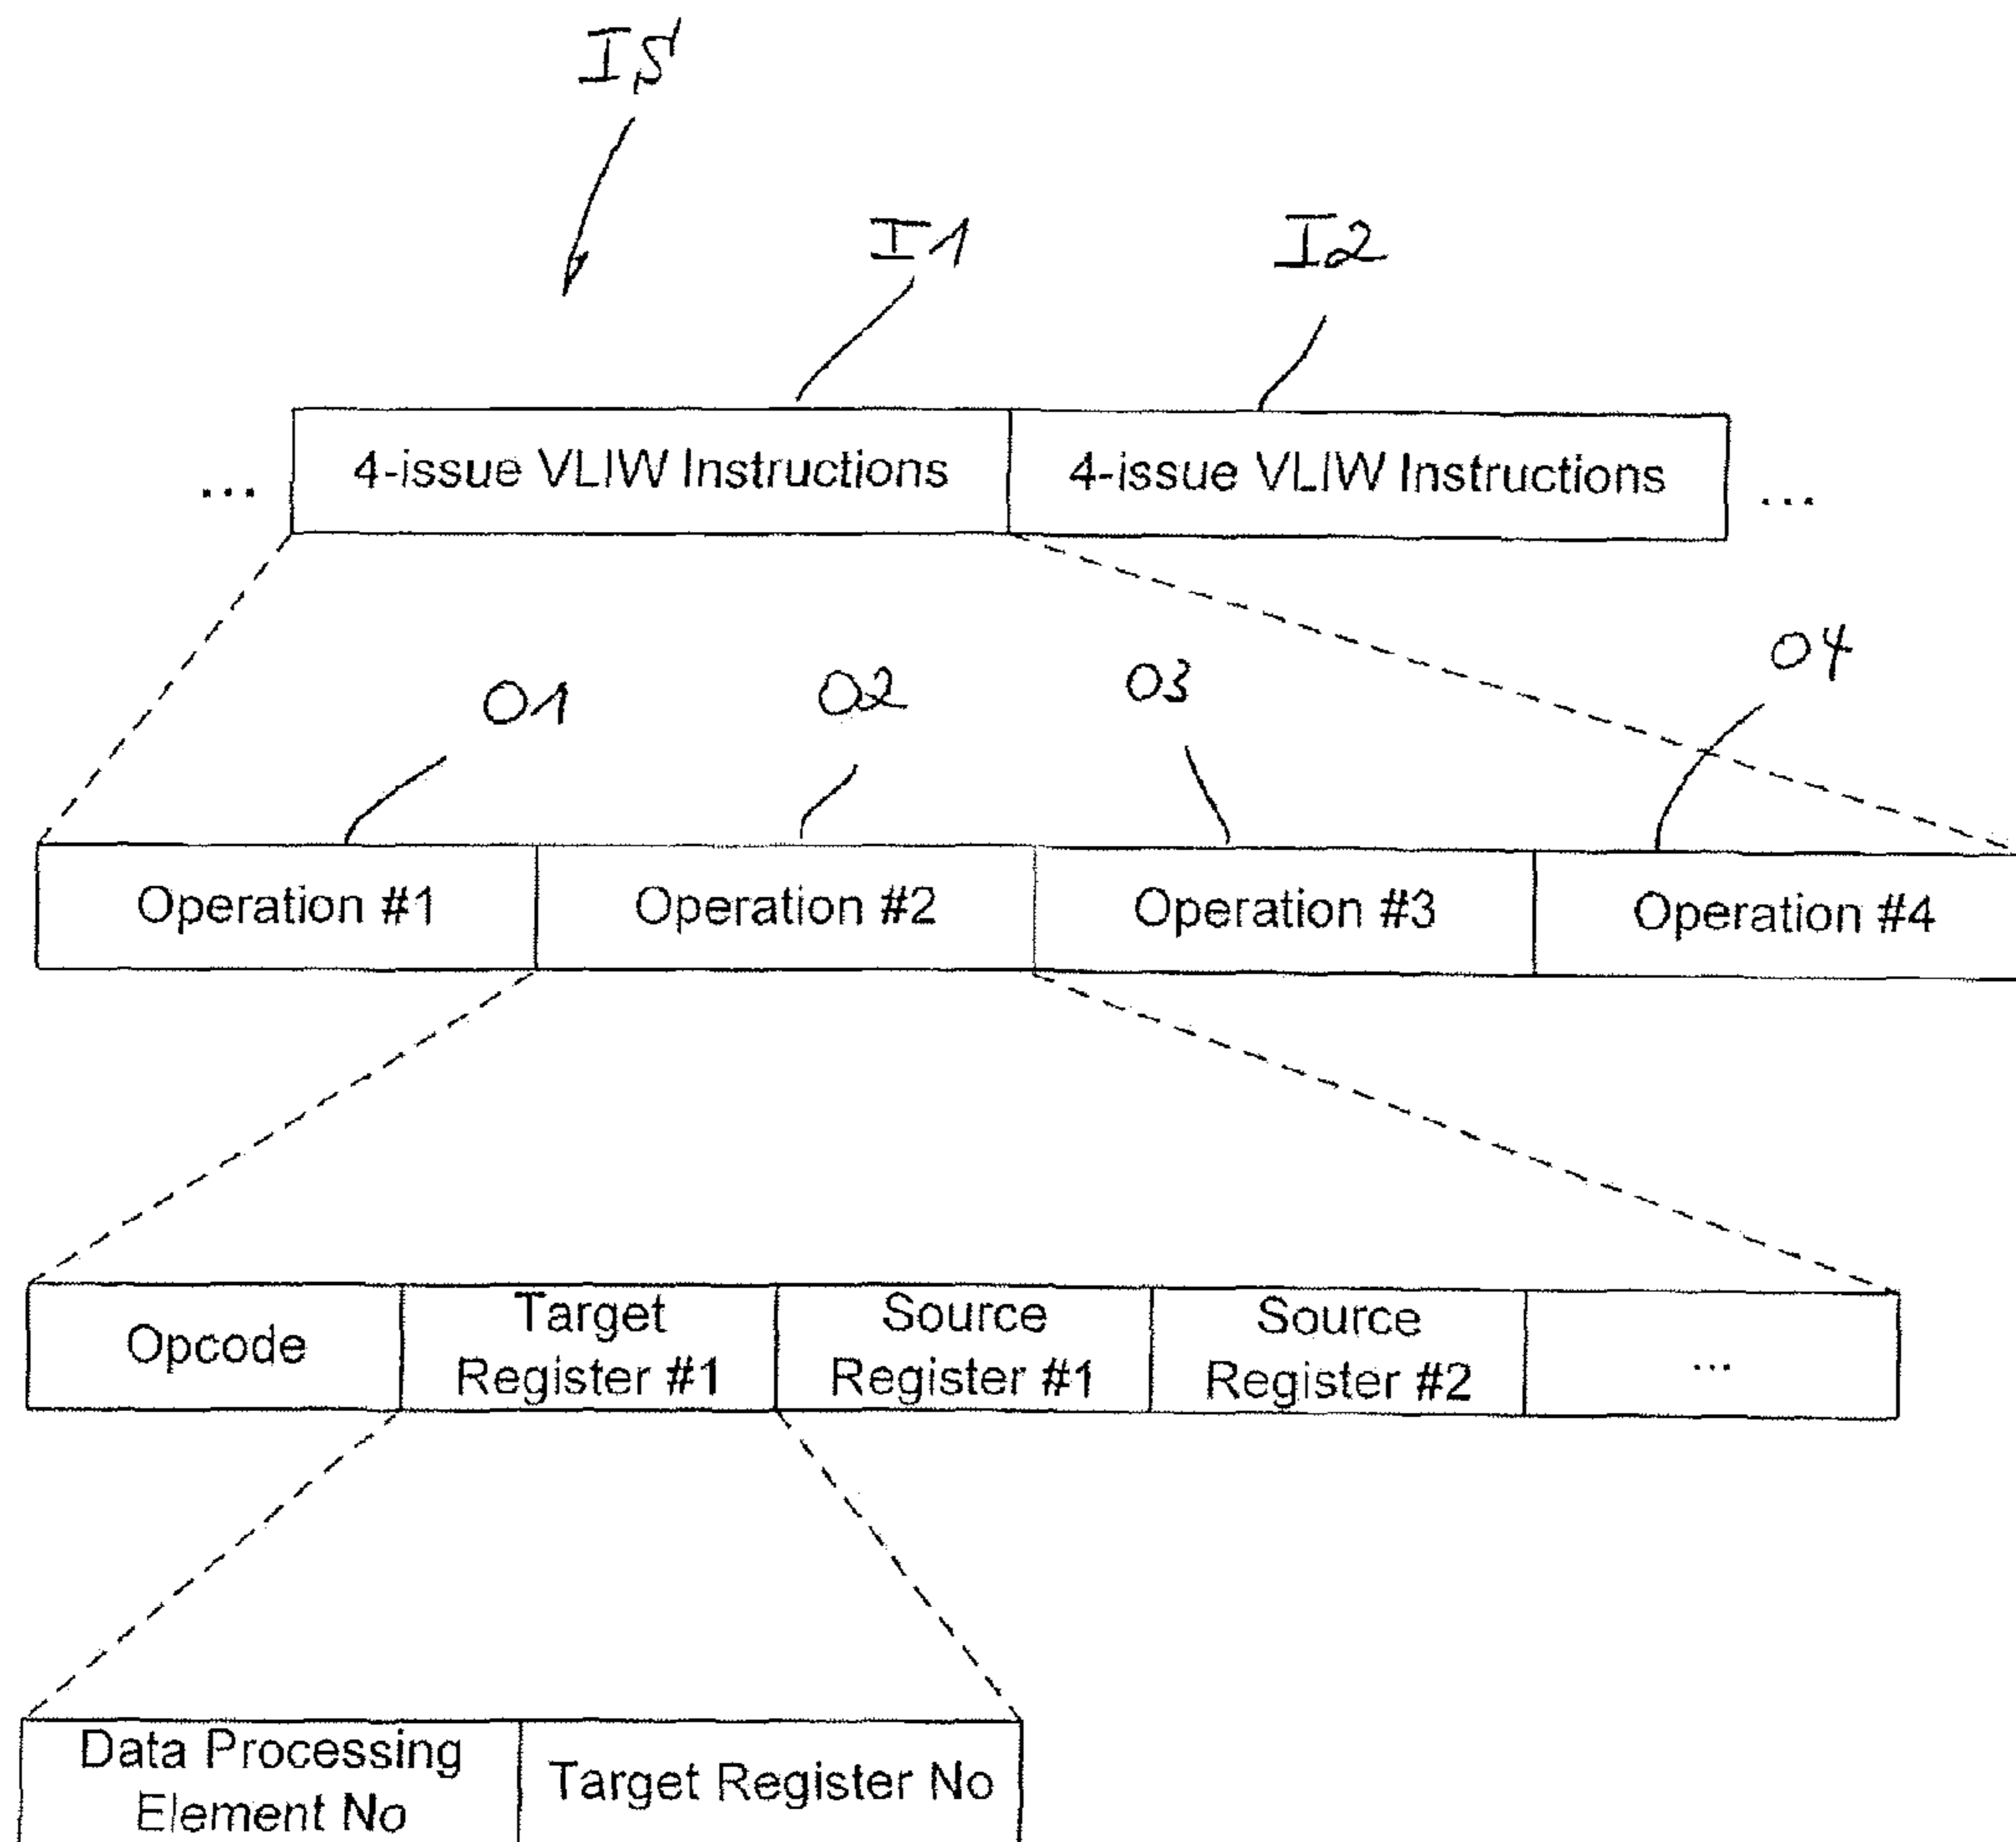 IS
I1
I2
... 4-issue VLIW Instructions 4-issue VLIW Instructions ...
O1
O2
O3
O4
Operation #1 Operation #2 Operation #3 Operation #4
Opcode
Target
Register #1
Source
Register #1
Source
Register #2
...
Data Processing
Element No
Target Register No